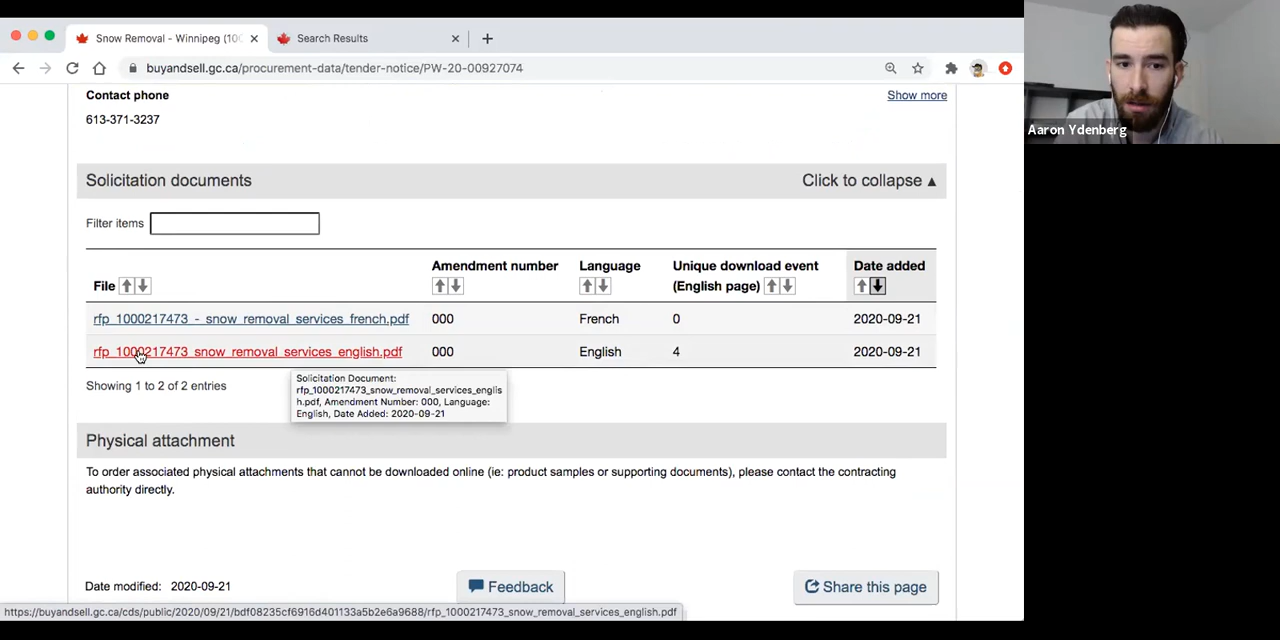 Snow Removal - Winnipeg (100
Search Results
buyandsell.gc.ca/procurement-data/tender-notice/PW-20-00927074
Aaron Ydenberg
Contact phone
Show more
613-371-3237
Solicitation documents
Click to collapse ▲
Filter items
File
Amendment number
Language
Unique download event (English page)
Date added
rfp_1000217473_-_snow_removal_services_french.pdf 000 French 0 2020-09-21
rfp_1000217473_snow_removal_services_english.pdf 000 English 4 2020-09-21
Showing 1 to 2 of 2 entries
Solicitation Document:
rfp_1000217473_snow_removal_services_englis
h.pdf, Amendment Number: 000, Language:
English, Date Added: 2020-09-21
Physical attachment
To order associated physical attachments that cannot be downloaded online (ie: product samples or supporting documents), please contact the contracting
authority directly.
Date modified: 2020-09-21
Feedback
Share this page
https://buyandsell.gc.ca/cds/public/2020/09/21/bdf08235cf6916d401133a5b2e6a9688/rfp_1000217473_snow_removal_services_english.pdf